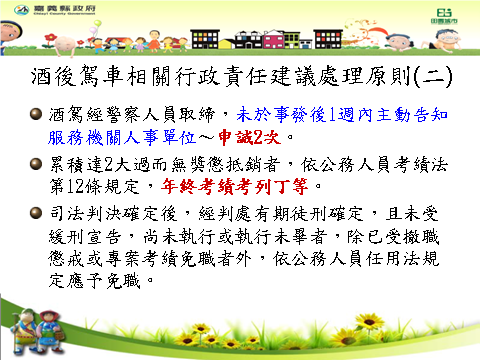 嘉義縣政府
田園城市
酒後駕車相關行政責任建議處理原則(二)
酒駕經警察人員取締，未於事發後1週內主動告知
服務機關人事單位～申誡2次。
累積達2大過而無獎懲抵銷者，依公務人員考績法
第12條規定，年終考績考列丁等。
司法判決確定後，經判處有期徒刑確定，且未受
緩刑宣告，尚未執行或執行未畢者，除已受撤職
懲戒或專案考績免職者外，依公務人員任用法規
定應予免職。